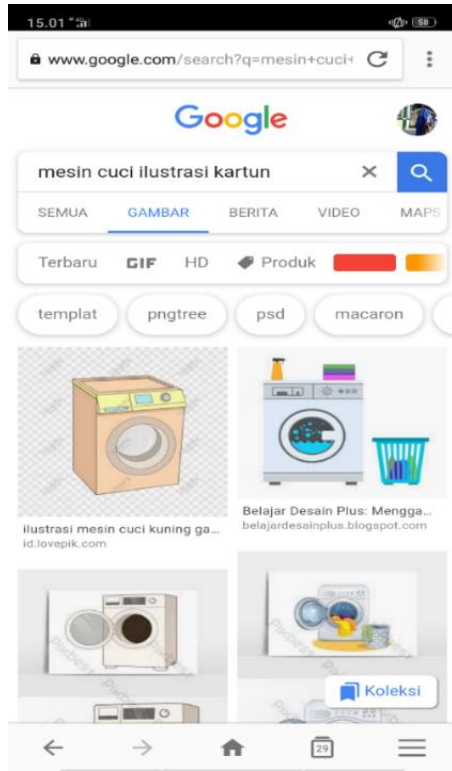 15.01
58
www.google.com/search?q=mesin+cuci+
Google
mesin cuci ilustrasi kartun
SEMUA GAMBAR BERITA VIDEO MAPS
Terbaru GIF HD Produk
templat pngtree psd macaron
ilustrasi mesin cuci kuning ga...
id.lovepik.com
Belajar Desain Plus: Mengga...
belajardesainplus.blogspot.com
Koleksi
29